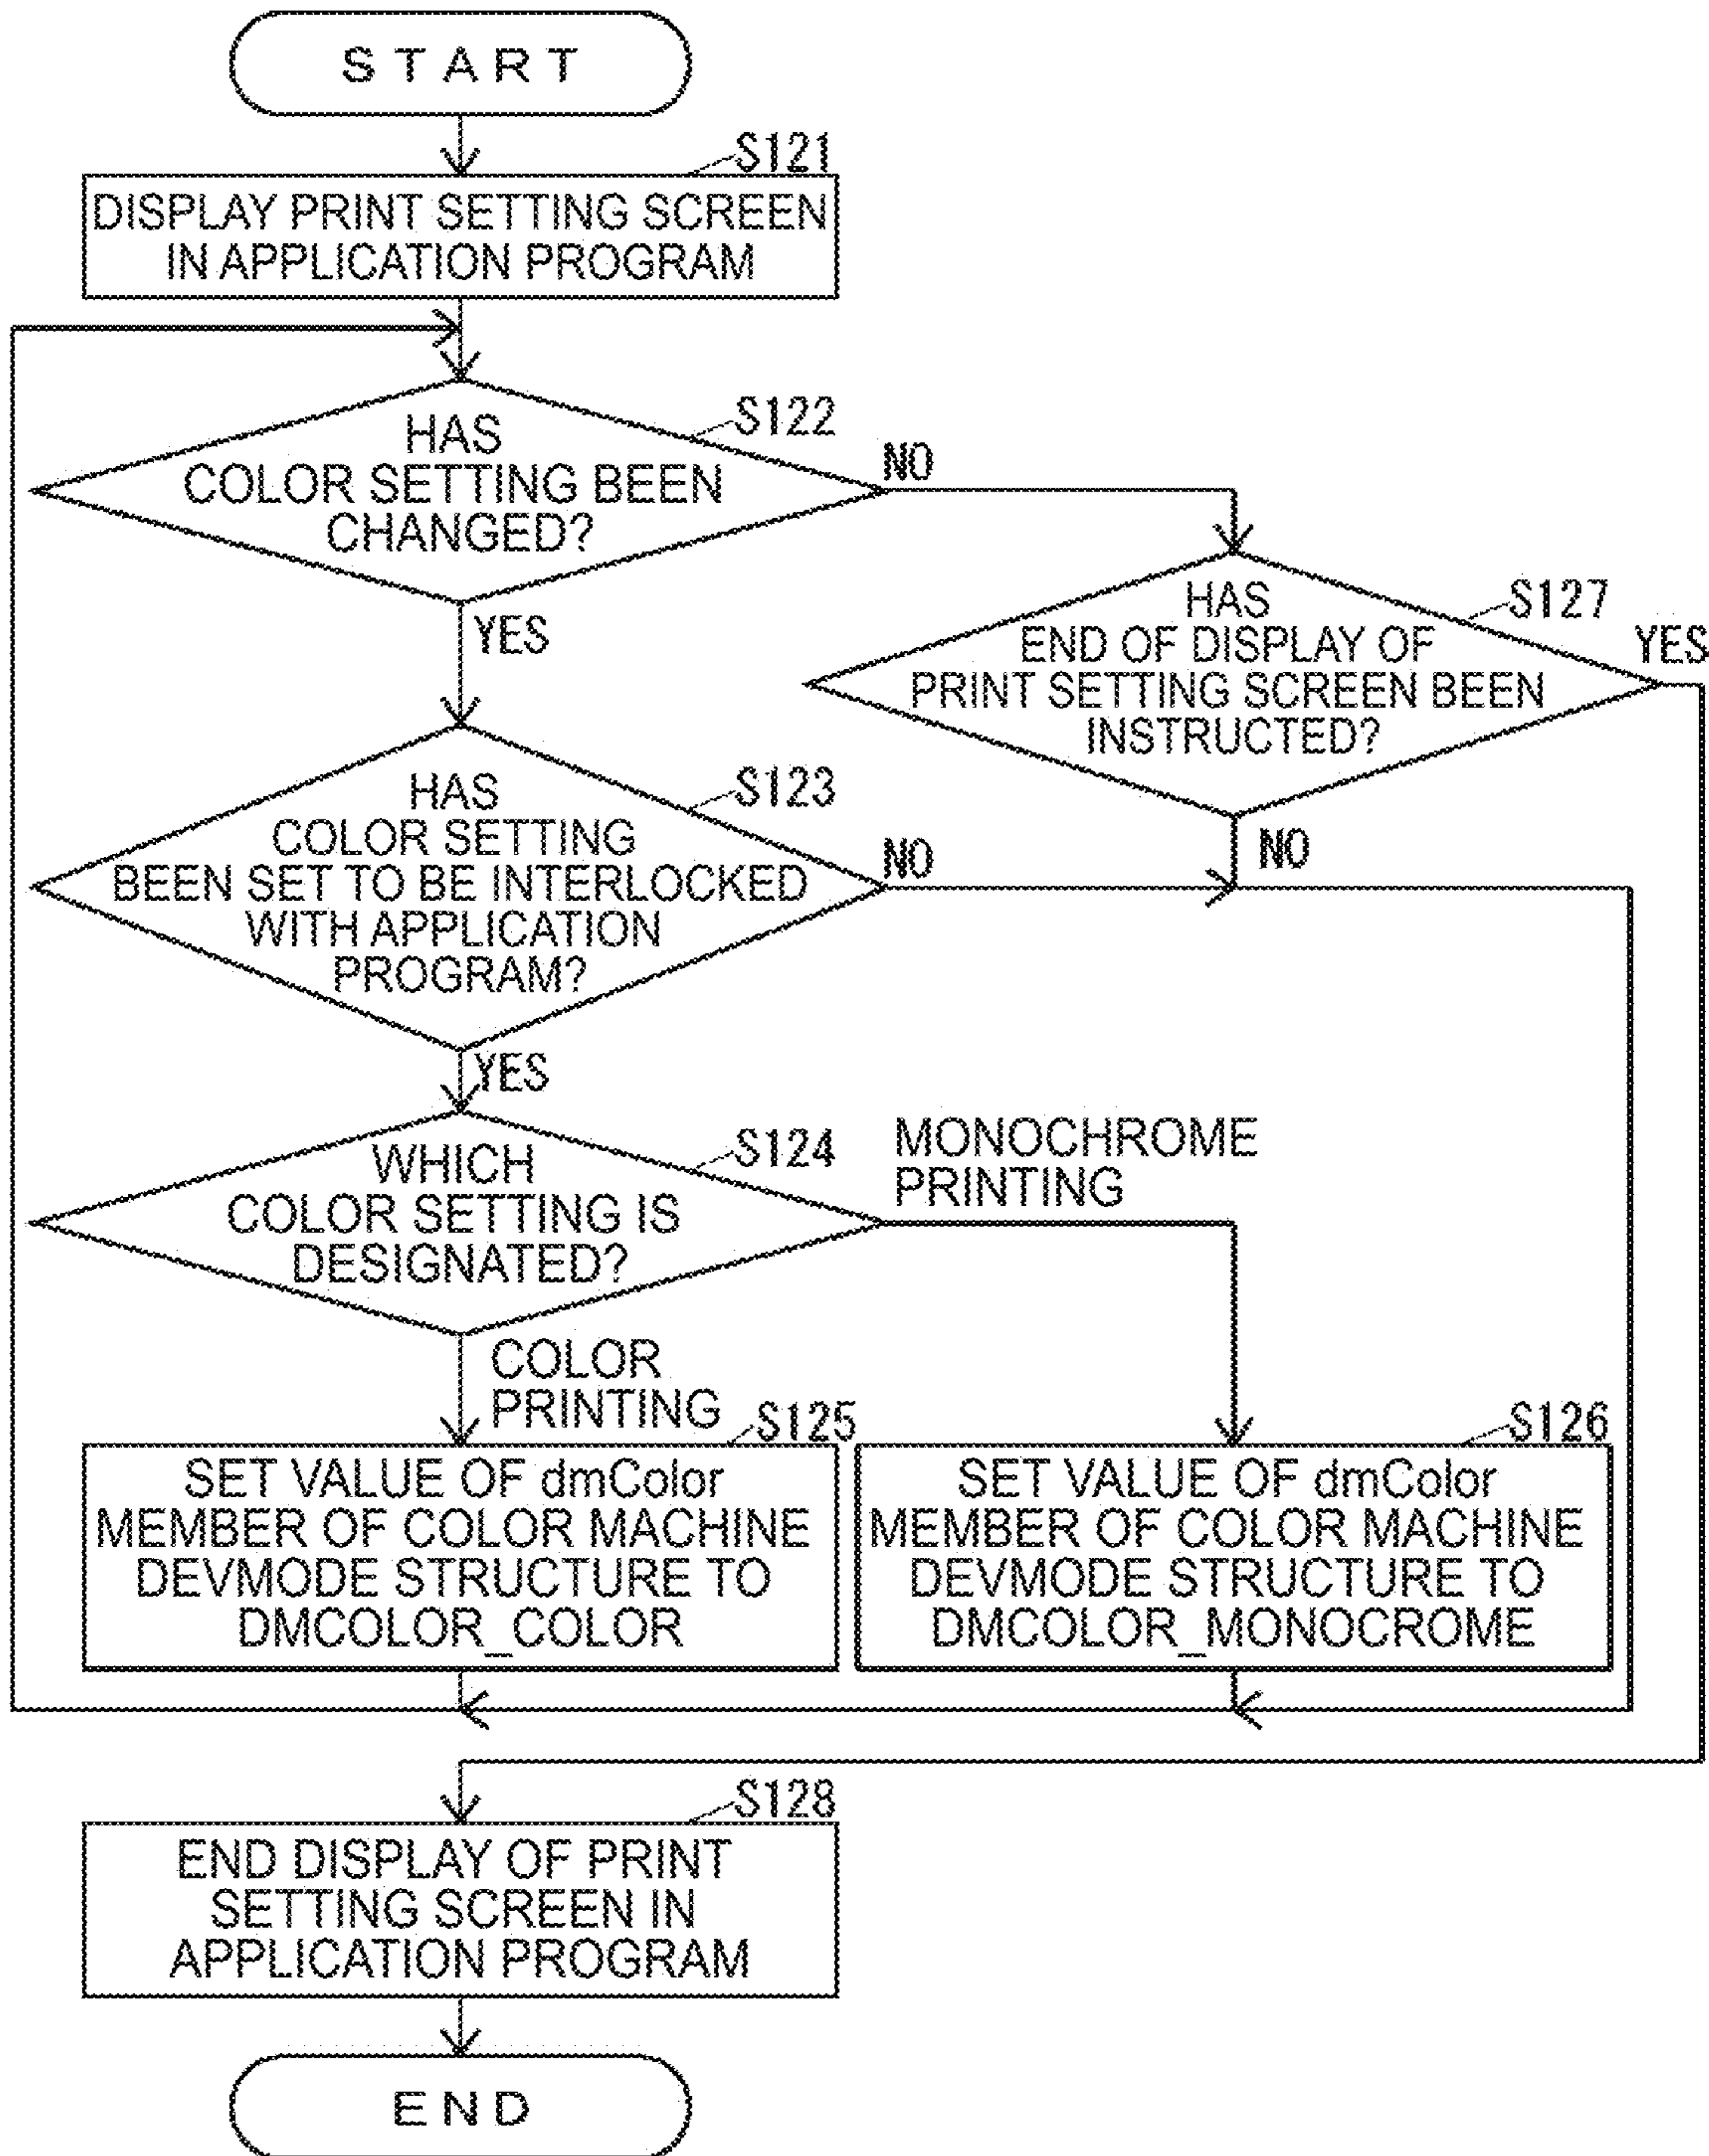 START
S121
DISPLAY PRINT SETTING SCREEN
IN APPLICATION PROGRAM
S122
HAS
COLOR SETTING BEEN
CHANGED?
NO
YES
S127
HAS
END OF DISPLAY OF
PRINT SETTING SCREEN BEEN
INSTRUCTED?
YES
NO
S123
HAS
COLOR SETTING
BEEN SET TO BE INTERLOCKED
WITH APPLICATION
PROGRAM?
NO
YES
S124
WHICH
COLOR SETTING IS
DESIGNATED?
MONOCHROME
PRINTING
COLOR
PRINTING
S125
SET VALUE OF dmColor
MEMBER OF COLOR MACHINE
DEVMODE STRUCTURE TO
DMCOLOR_COLOR
S126
SET VALUE OF dmColor
MEMBER OF COLOR MACHINE
DEVMODE STRUCTURE TO
DMCOLOR_MONOCROME
S128
END DISPLAY OF PRINT
SETTING SCREEN IN
APPLICATION PROGRAM
END